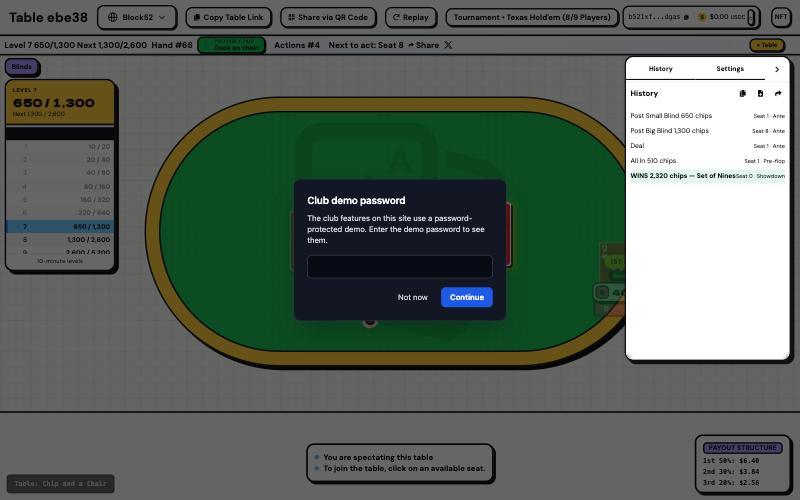 Table ebe38
Block52
Copy Table Link
Share via QR Code
Replay
Tournament • Texas Hold'em (8/9 Players)
b521xf...dgas
$0.00 USDC
NFT
Level 7 650/1,300 Next 1,300/2,600 Hand #66
PROVABLY FAIR
Deck on chain
Actions #4
Next to act: Seat 8
Share
+ Table
Blinds
LEVEL 7
650/1,300
Next 1,300 / 2,600
1 10 / 20
2 20 / 40
3 40 / 80
4 80 / 160
5 160 / 320
6 320 / 640
7 650 / 1,300
8 1,300 / 2,600
9 2,600 / 5,200
10-minute levels
History
Settings
History
Post Small Blind 650 chips Seat 1 · Ante
Post Big Blind 1,300 chips Seat 8 · Ante
Deal Seat 1 · Ante
All In 510 chips Seat 1 · Pre-flop
WINS 2,320 chips — Set of Nines Seat 0 · Showdown
Club demo password
The club features on this site use a password-
protected demo. Enter the demo password to see
them.
Not now
Continue
You are spectating this table
To join the table, click on an available seat.
PAYOUT STRUCTURE
1st 50%: $6.40
2nd 30%: $3.84
3rd 20%: $2.56
Table: Chip and a Chair